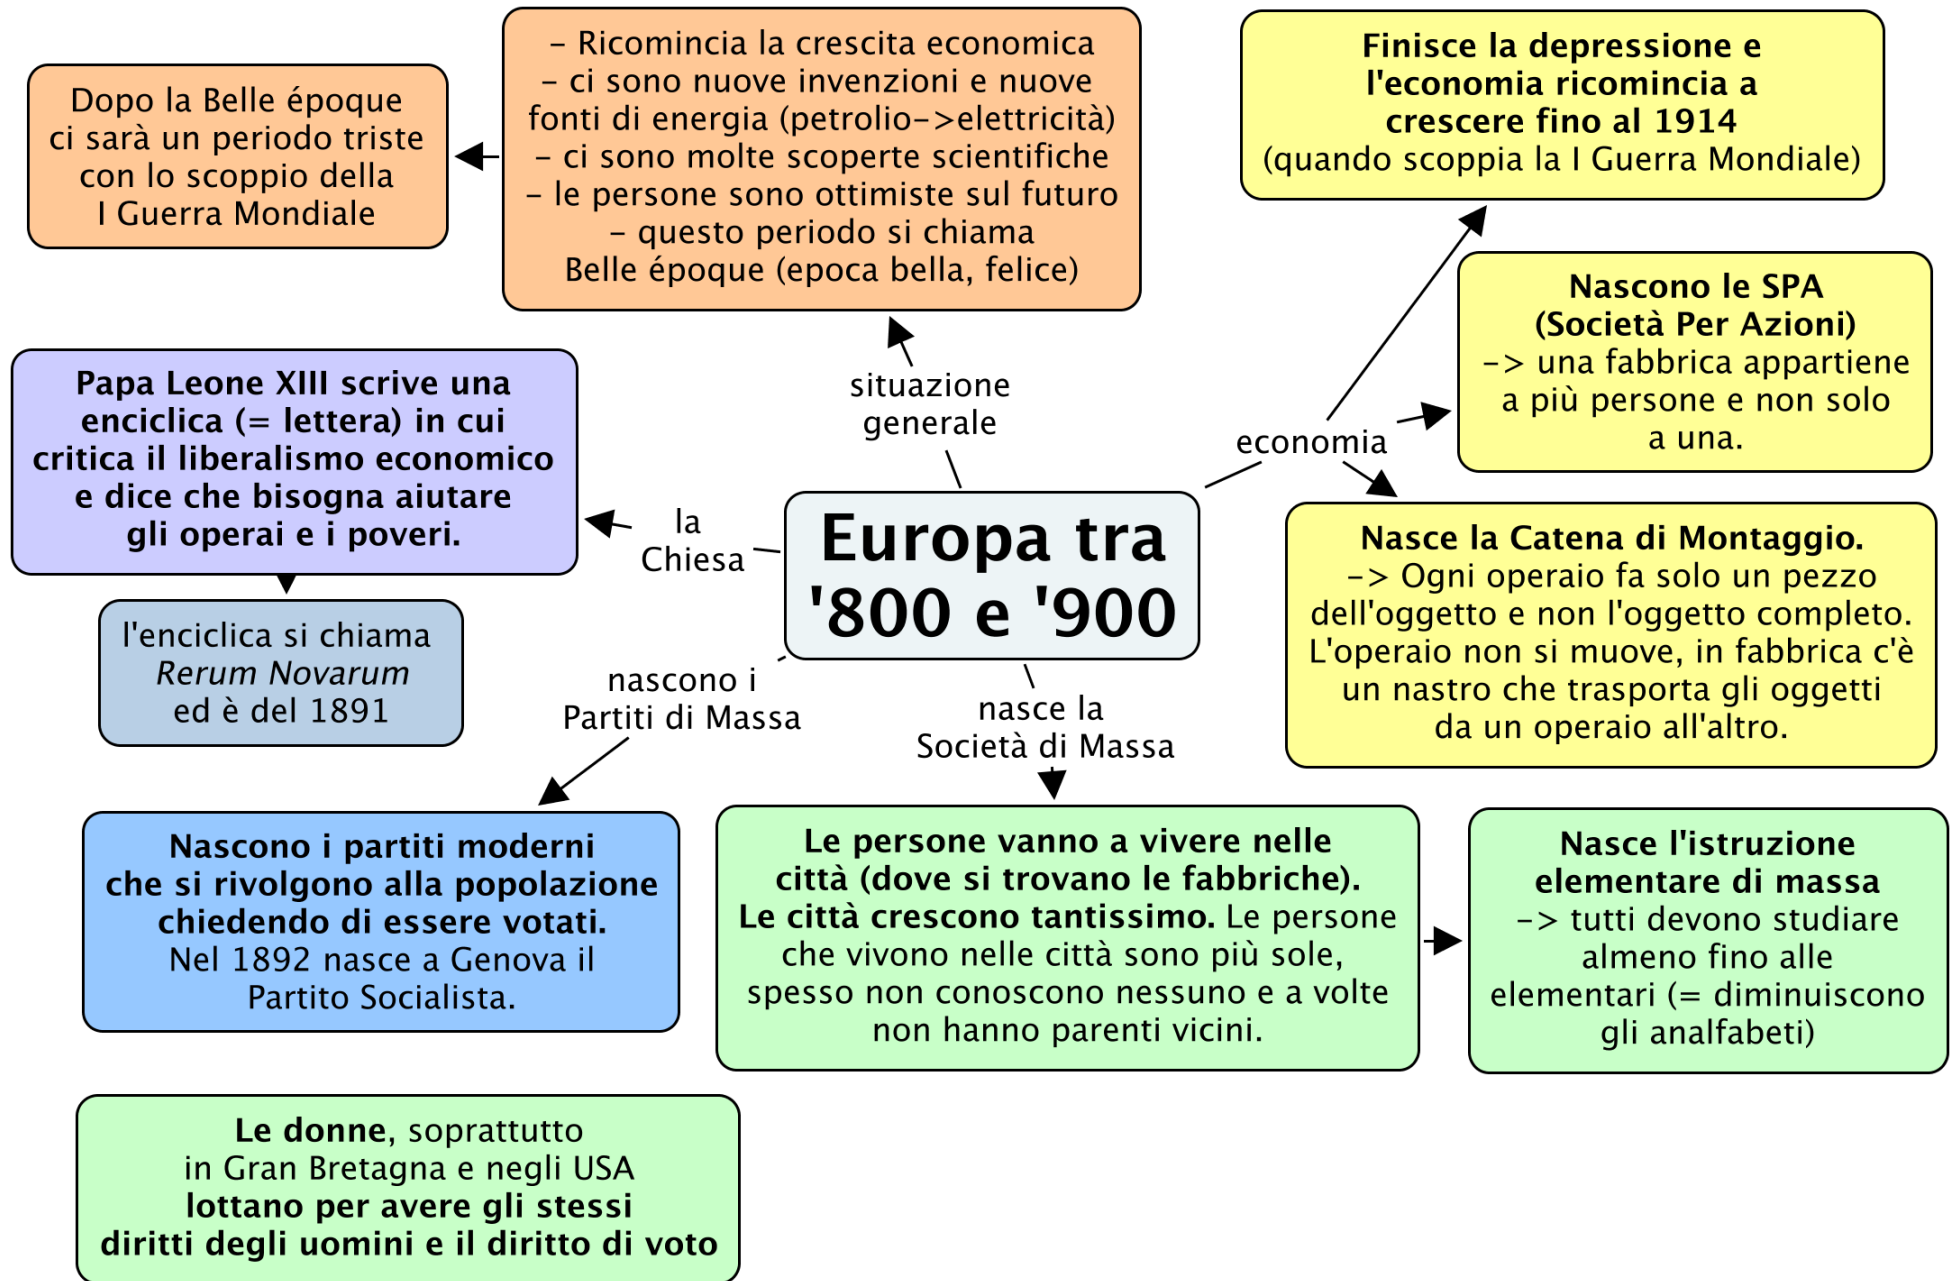 – Ricomincia la crescita economica
– ci sono nuove invenzioni e nuove
fonti di energia (petrolio–>elettricità)
– ci sono molte scoperte scientifiche
– le persone sono ottimiste sul futuro
– questo periodo si chiama
Belle époque (epoca bella, felice)
Dopo la Belle époque
ci sarà un periodo triste
con lo scoppio della
I Guerra Mondiale
Finisce la depressione e
l'economia ricomincia a
crescere fino al 1914
(quando scoppia la I Guerra Mondiale)
Nascono le SPA
(Società Per Azioni)
–> una fabbrica appartiene
a più persone e non solo
a una.
situazione
generale
economia
Papa Leone XIII scrive una
enciclica (= lettera) in cui
critica il liberalismo economico
e dice che bisogna aiutare
gli operai e i poveri.
la
Chiesa
Europa tra
'800 e '900
Nasce la Catena di Montaggio.
–> Ogni operaio fa solo un pezzo
dell'oggetto e non l'oggetto completo.
L'operaio non si muove, in fabbrica c'è
un nastro che trasporta gli oggetti
da un operaio all'altro.
l'enciclica si chiama
Rerum Novarum
ed è del 1891
nascono i
Partiti di Massa
nasce la
Società di Massa
Nascono i partiti moderni
che si rivolgono alla popolazione
chiedendo di essere votati.
Nel 1892 nasce a Genova il
Partito Socialista.
Le persone vanno a vivere nelle
città (dove si trovano le fabbriche).
Le città crescono tantissimo. Le persone
che vivono nelle città sono più sole,
spesso non conoscono nessuno e a volte
non hanno parenti vicini.
Nasce l'istruzione
elementare di massa
–> tutti devono studiare
almeno fino alle
elementari (= diminuiscono
gli analfabeti)
Le donne, soprattutto
in Gran Bretagna e negli USA
lottano per avere gli stessi
diritti degli uomini e il diritto di voto